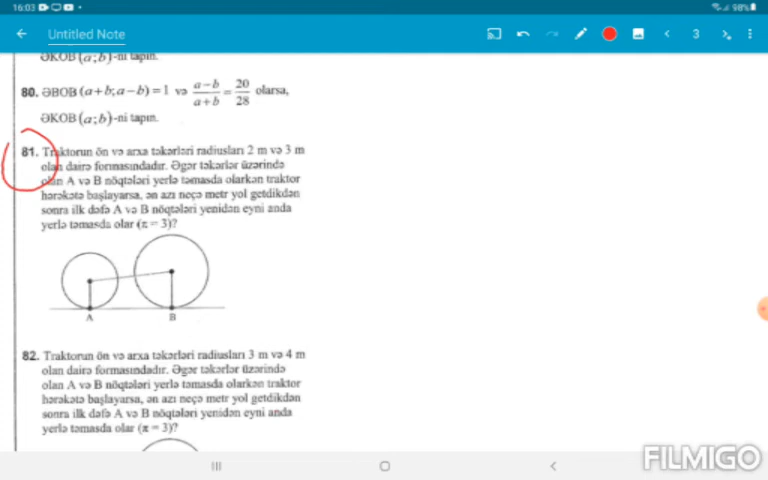 16:03
98%
Untitled Note
3
ƏKOB(a;b)-ni tapın.
80. ƏBOB(a+b;a−b)=1 və a−b/a+b = 20/28 olarsa,
ƏKOB(a;b)-ni tapın.
81. Traktorun ön və arxa təkərləri radiusları 2 m və 3 m
olan dairə formasındadır. Əgər təkərlər üzərində
olan A və B nöqtələri yerlə təmasda olarkən traktor
hərəkətə başlayarsa, ən azı neçə metr yol getdikdən
sonra ilk dəfə A və B nöqtələri yenidən eyni anda
yerlə təmasda olar (π = 3)?
A B
82. Traktorun ön və arxa təkərləri radiusları 3 m və 4 m
olan dairə formasındadır. Əgər təkərlər üzərində
olan A və B nöqtələri yerlə təmasda olarkən traktor
hərəkətə başlayarsa, ən azı neçə metr yol getdikdən
sonra ilk dəfə A və B nöqtələri yenidən eyni anda
yerlə təmasda olar (π = 3)?
FILMIGO